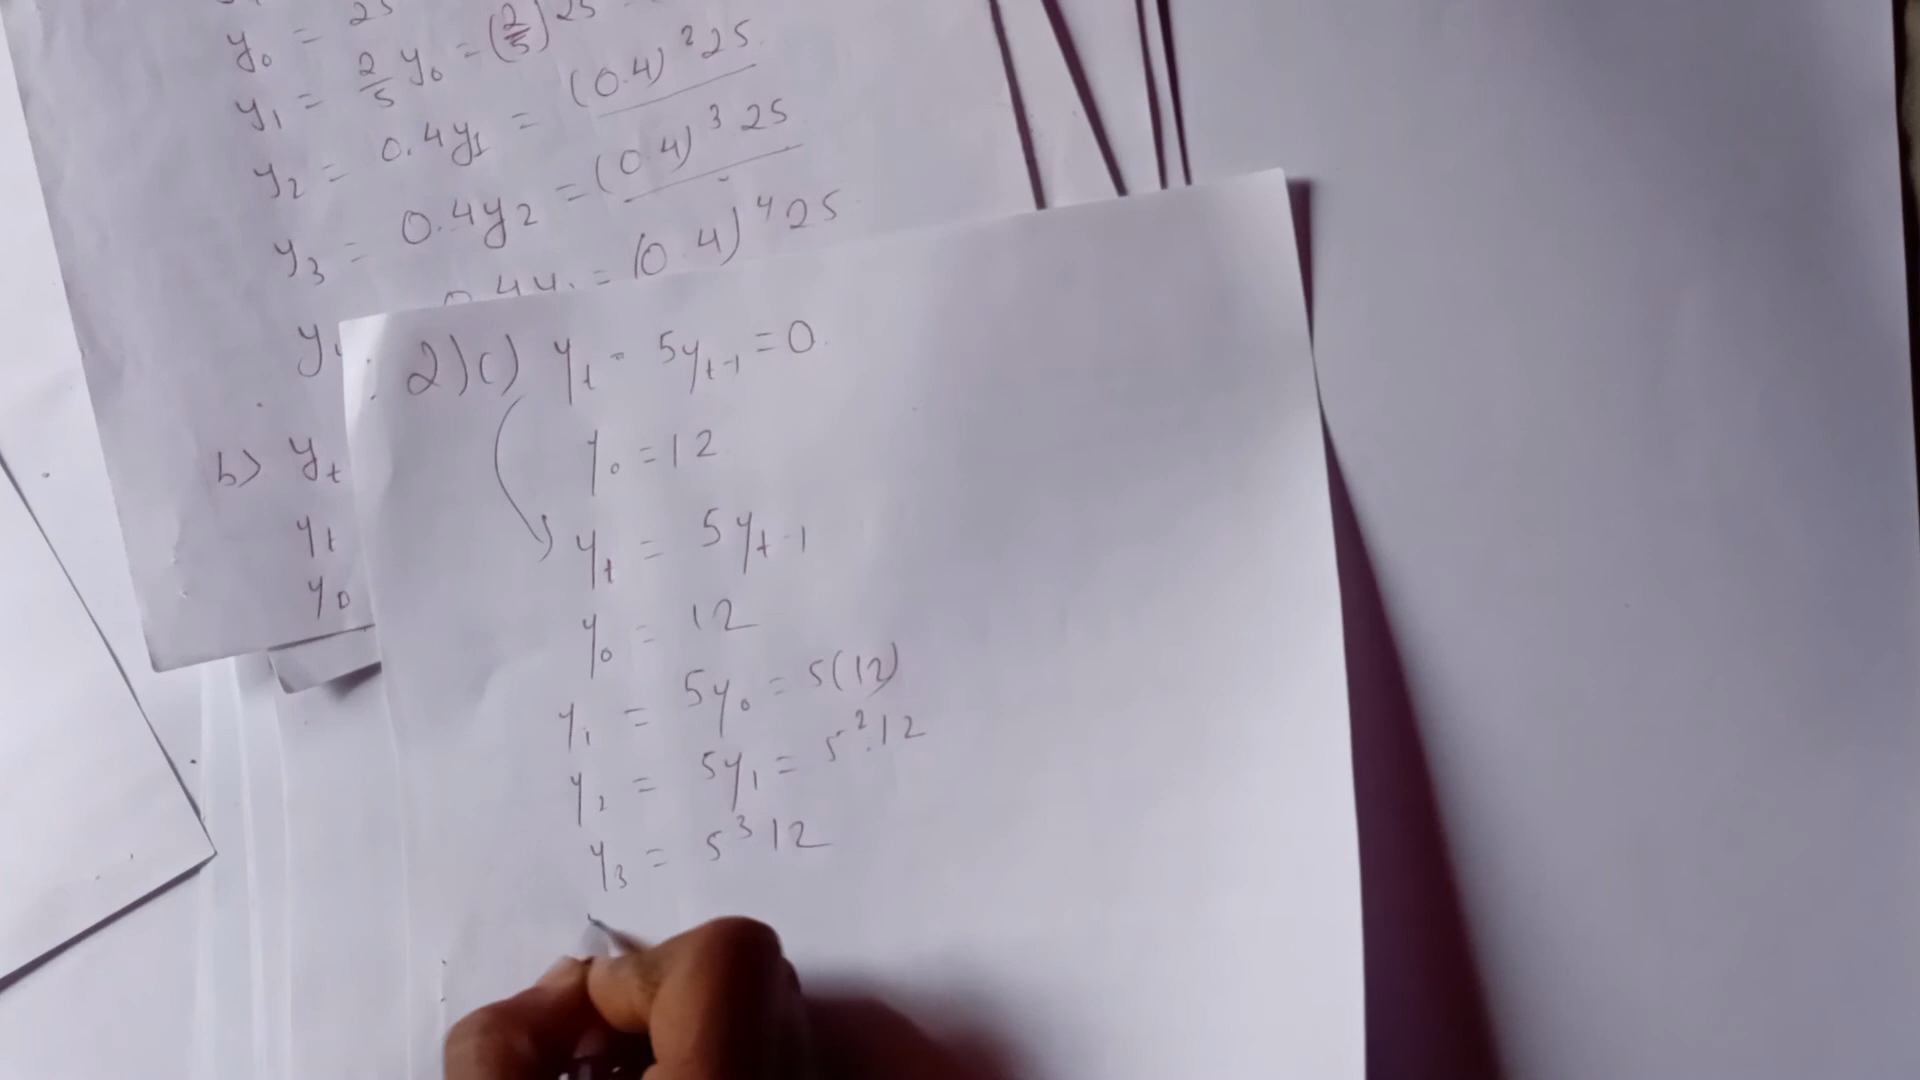 y₀ = 25
y₁ = 2/5 y₀ = (2/5) 25
y₂ = 0.4y₁ = (0.4)² 25
y₃ = 0.4y₂ = (0.4)³ 25
= (0.4)⁴ 25
b) yₜ
yₜ
y₀
2)c) yₜ - 5yₜ₋₁ = 0
y₀ = 12
yₜ = 5yₜ₋₁
y₀ = 12
y₁ = 5y₀ = 5(12)
y₂ = 5y₁ = 5².12
y₃ = 5³ 12